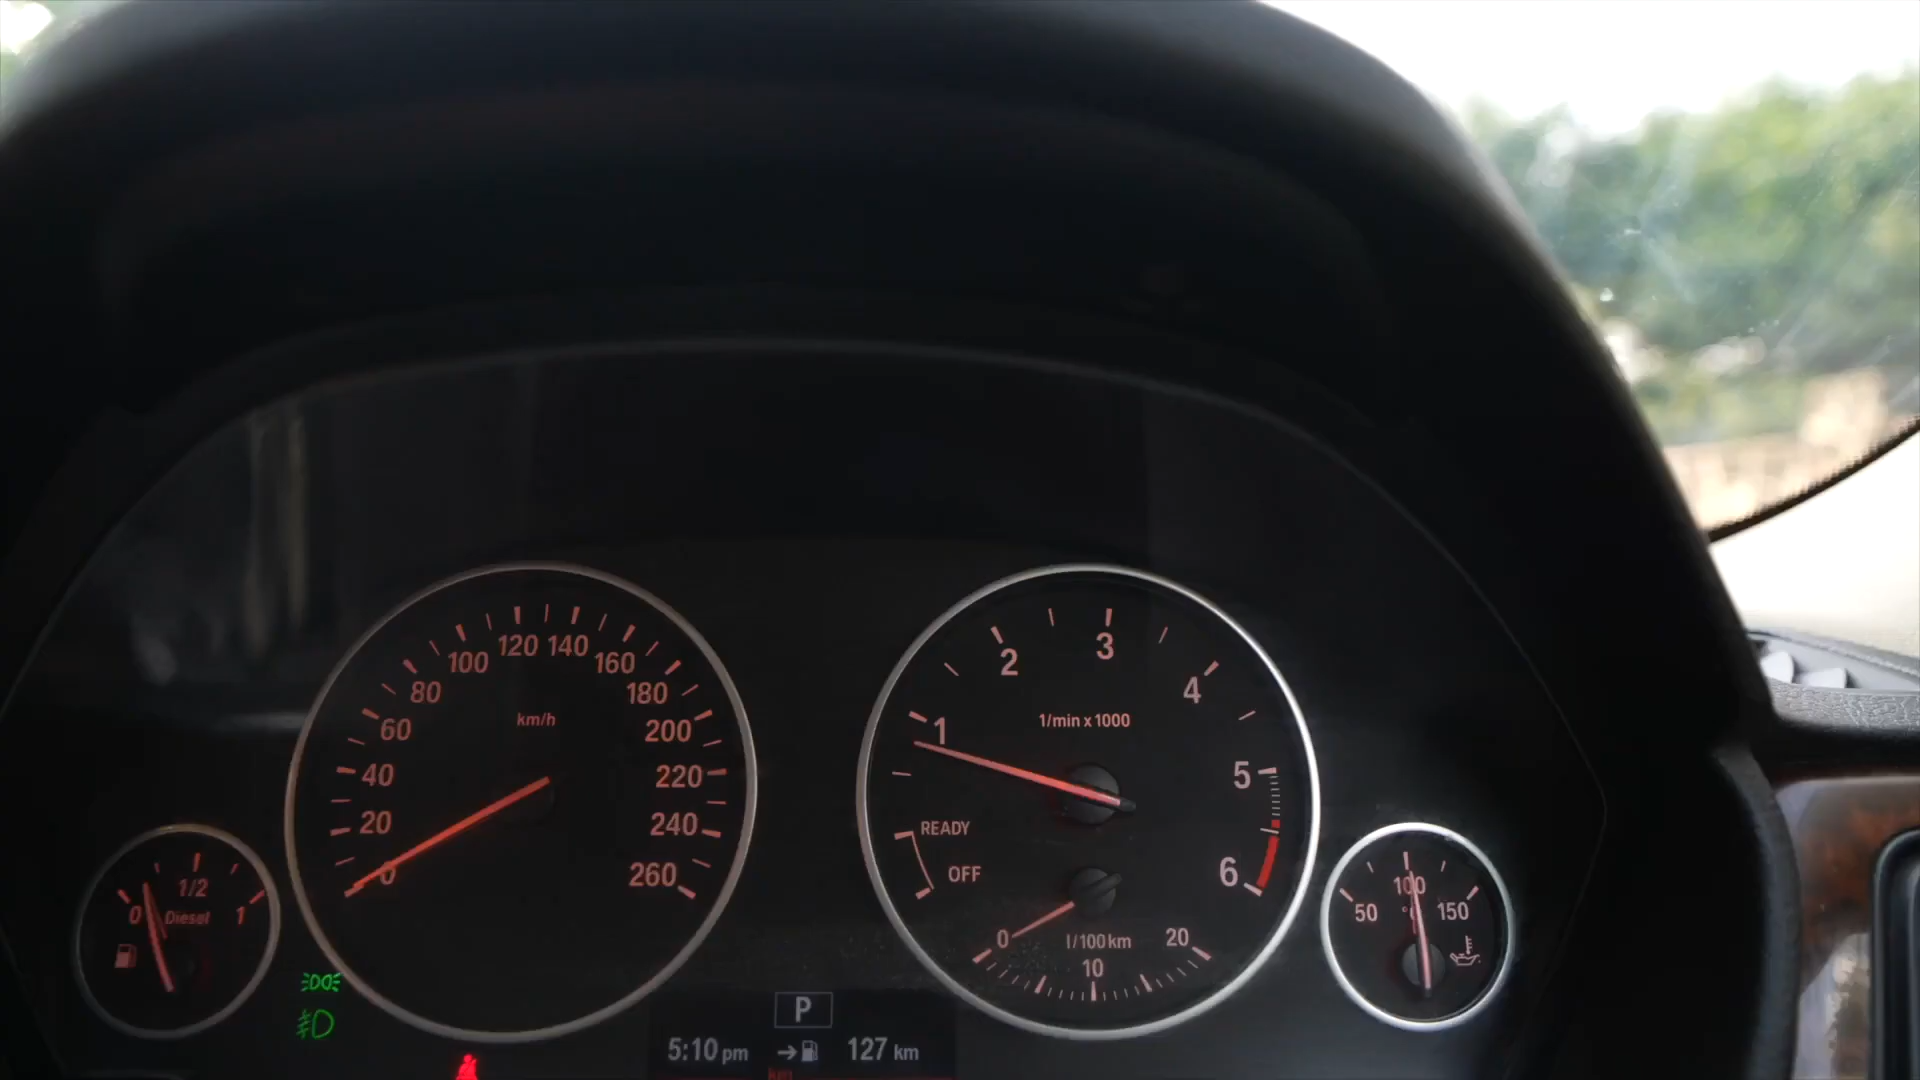 120 140
100 160
80 180
60 200
km/h
40 220
20 240
0 260
2 3
4
1 1/min x 1000
5
READY
OFF 6
0 l/100km 20
10
1/2
0 Diesel 1
100
50 °C 150
P
5:10 pm 127 km
km